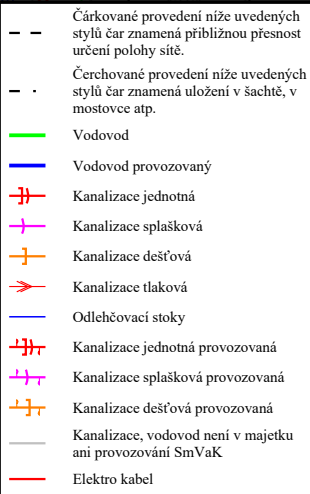 Čárkované provedení níže uvedených
stylů čar znamená přibližnou přesnost
určení polohy sítě.
Čerchované provedení níže uvedených
stylů čar znamená uložení v šachtě, v
mostovce atp.
Vodovod
Vodovod provozovaný
Kanalizace jednotná
Kanalizace splašková
Kanalizace dešťová
Kanalizace tlaková
Odlehčovací stoky
Kanalizace jednotná provozovaná
Kanalizace splašková provozovaná
Kanalizace dešťová provozovaná
Kanalizace, vodovod není v majetku
ani provozování SmVaK
Elektro kabel